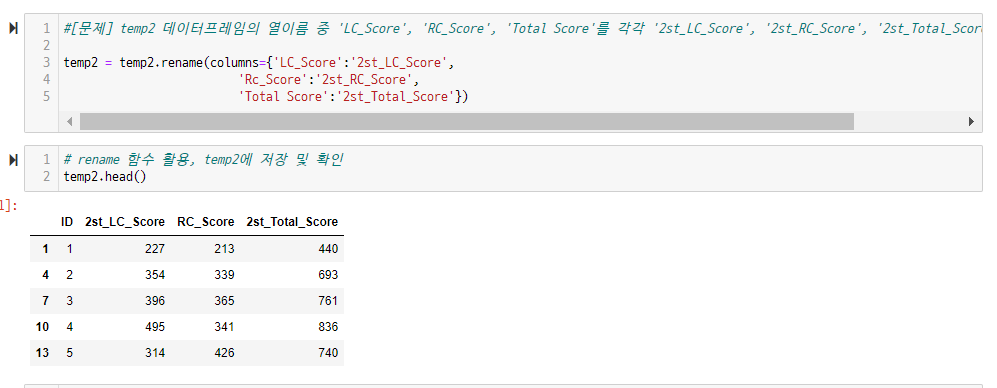 1 #[문제] temp2 데이터프레임의 열이름 중 'LC_Score', 'RC_Score', 'Total Score'를 각각 '2st_LC_Score', '2st_RC_Score', '2st_Total_Scor
2
3 temp2 = temp2.rename(columns={'LC_Score':'2st_LC_Score',
4 'Rc_Score':'2st_RC_Score',
5 'Total Score':'2st_Total_Score'})
1 # rename 함수 활용, temp2에 저장 및 확인
2 temp2.head()
1]:
ID 2st_LC_Score RC_Score 2st_Total_Score
1 1 227 213 440
4 2 354 339 693
7 3 396 365 761
10 4 495 341 836
13 5 314 426 740